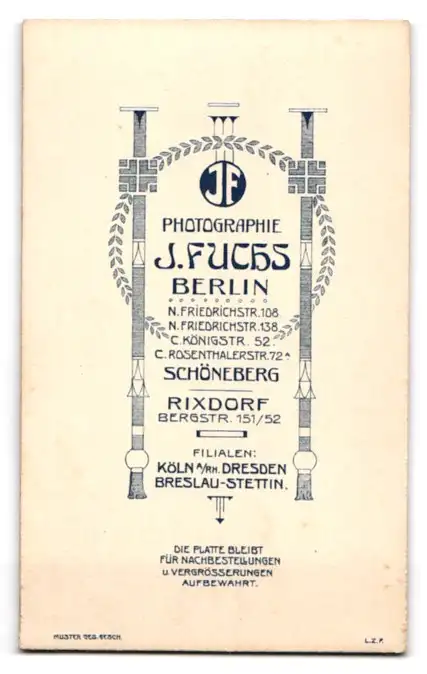 JF
PHOTOGRAPHIE
J. FUCHS
BERLIN
N. FRIEDRICHSTR. 108.
N. FRIEDRICHSTR. 138.
C. KÖNIGSTR. 52.
C. ROSENTHALERSTR. 72ᴬ
SCHÖNEBERG
RIXDORF
BERGSTR. 151/52
FILIALEN:
KÖLN A/RH. DRESDEN
BRESLAU-STETTIN.
DIE PLATTE BLEIBT
FÜR NACHBESTELLUNGEN
U. VERGRÖSSERUNGEN
AUFBEWAHRT.
MUSTER GES. GESCH.
L.Z.F.